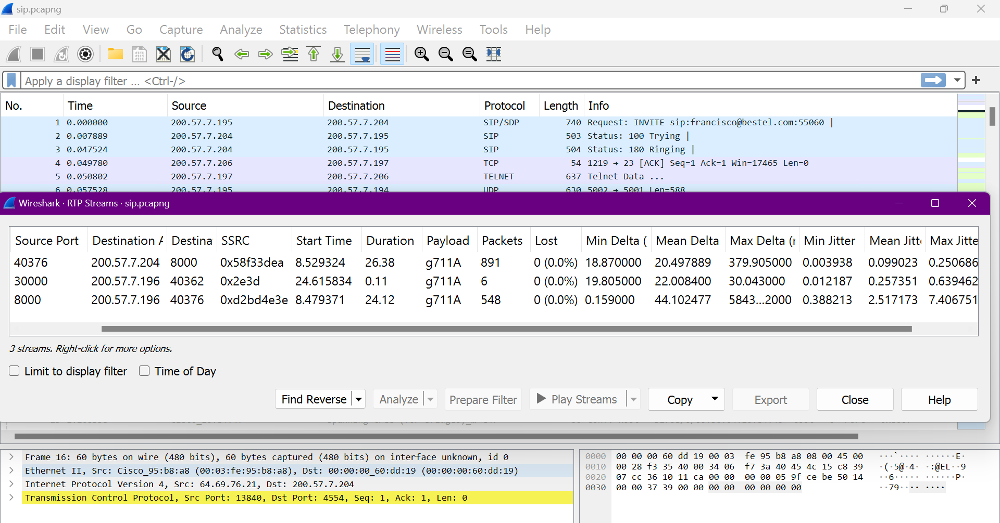 sip.pcapng
File Edit View Go Capture Analyze Statistics Telephony Wireless Tools Help
Apply a display filter ... <Ctrl-/>
No. Time Source Destination Protocol Length Info
1 0.000000 200.57.7.195 200.57.7.204 SIP/SDP 740 Request: INVITE sip:francisco@bestel.com:55060 |
2 0.007889 200.57.7.204 200.57.7.195 SIP 503 Status: 100 Trying |
3 0.047524 200.57.7.204 200.57.7.195 SIP 504 Status: 180 Ringing |
4 0.049780 200.57.7.206 200.57.7.197 TCP 54 1219 → 23 [ACK] Seq=1 Ack=1 Win=17465 Len=0
5 0.050802 200.57.7.197 200.57.7.206 TELNET 637 Telnet Data ...
6 0.057528 200.57.7.195 200.57.7.194 UDP 630 5002 → 5001 Len=588
Wireshark · RTP Streams · sip.pcapng
Source Port Destination A Destina SSRC Start Time Duration Payload Packets Lost Min Delta ( Mean Delta Max Delta (r Min Jitter Mean Jitt Max Jitte
40376 200.57.7.204 8000 0x58f33dea 8.529324 26.38 g711A 891 0 (0.0%) 18.870000 20.497889 379.905000 0.003938 0.099023 0.250686
30000 200.57.7.196 40362 0x2e3d 24.615834 0.11 g711A 6 0 (0.0%) 19.805000 22.008400 30.043000 0.012187 0.257351 0.639462
8000 200.57.7.196 40376 0xd2bd4e3e 8.479371 24.12 g711A 548 0 (0.0%) 0.159000 44.102477 5843...2000 0.388213 2.517173 7.406751
3 streams. Right-click for more options.
Limit to display filter Time of Day
Find Reverse Analyze Prepare Filter Play Streams Copy Export Close Help
Frame 16: 60 bytes on wire (480 bits), 60 bytes captured (480 bits) on interface unknown, id 0
Ethernet II, Src: Cisco_95:b8:a8 (00:03:fe:95:b8:a8), Dst: 00:00:00_60:dd:19 (00:00:00:60:dd:19)
Internet Protocol Version 4, Src: 64.69.76.21, Dst: 200.57.7.204
Transmission Control Protocol, Src Port: 13840, Dst Port: 4554, Seq: 1, Ack: 1, Len: 0
0000 00 00 00 60 dd 19 00 03 fe 95 b8 a8 08 00 45 00 ···`···· ······E·
0010 00 28 f3 35 40 00 34 06 f7 3a 40 45 4c 15 c8 39 ·(·5@·4· ·:@EL··9
0020 07 cc 36 10 11 ca 00 00 00 00 05 9f ce be 50 14 ··6····· ······P·
0030 00 00 37 39 00 00 00 00 00 00 00 00 ··79···· ····